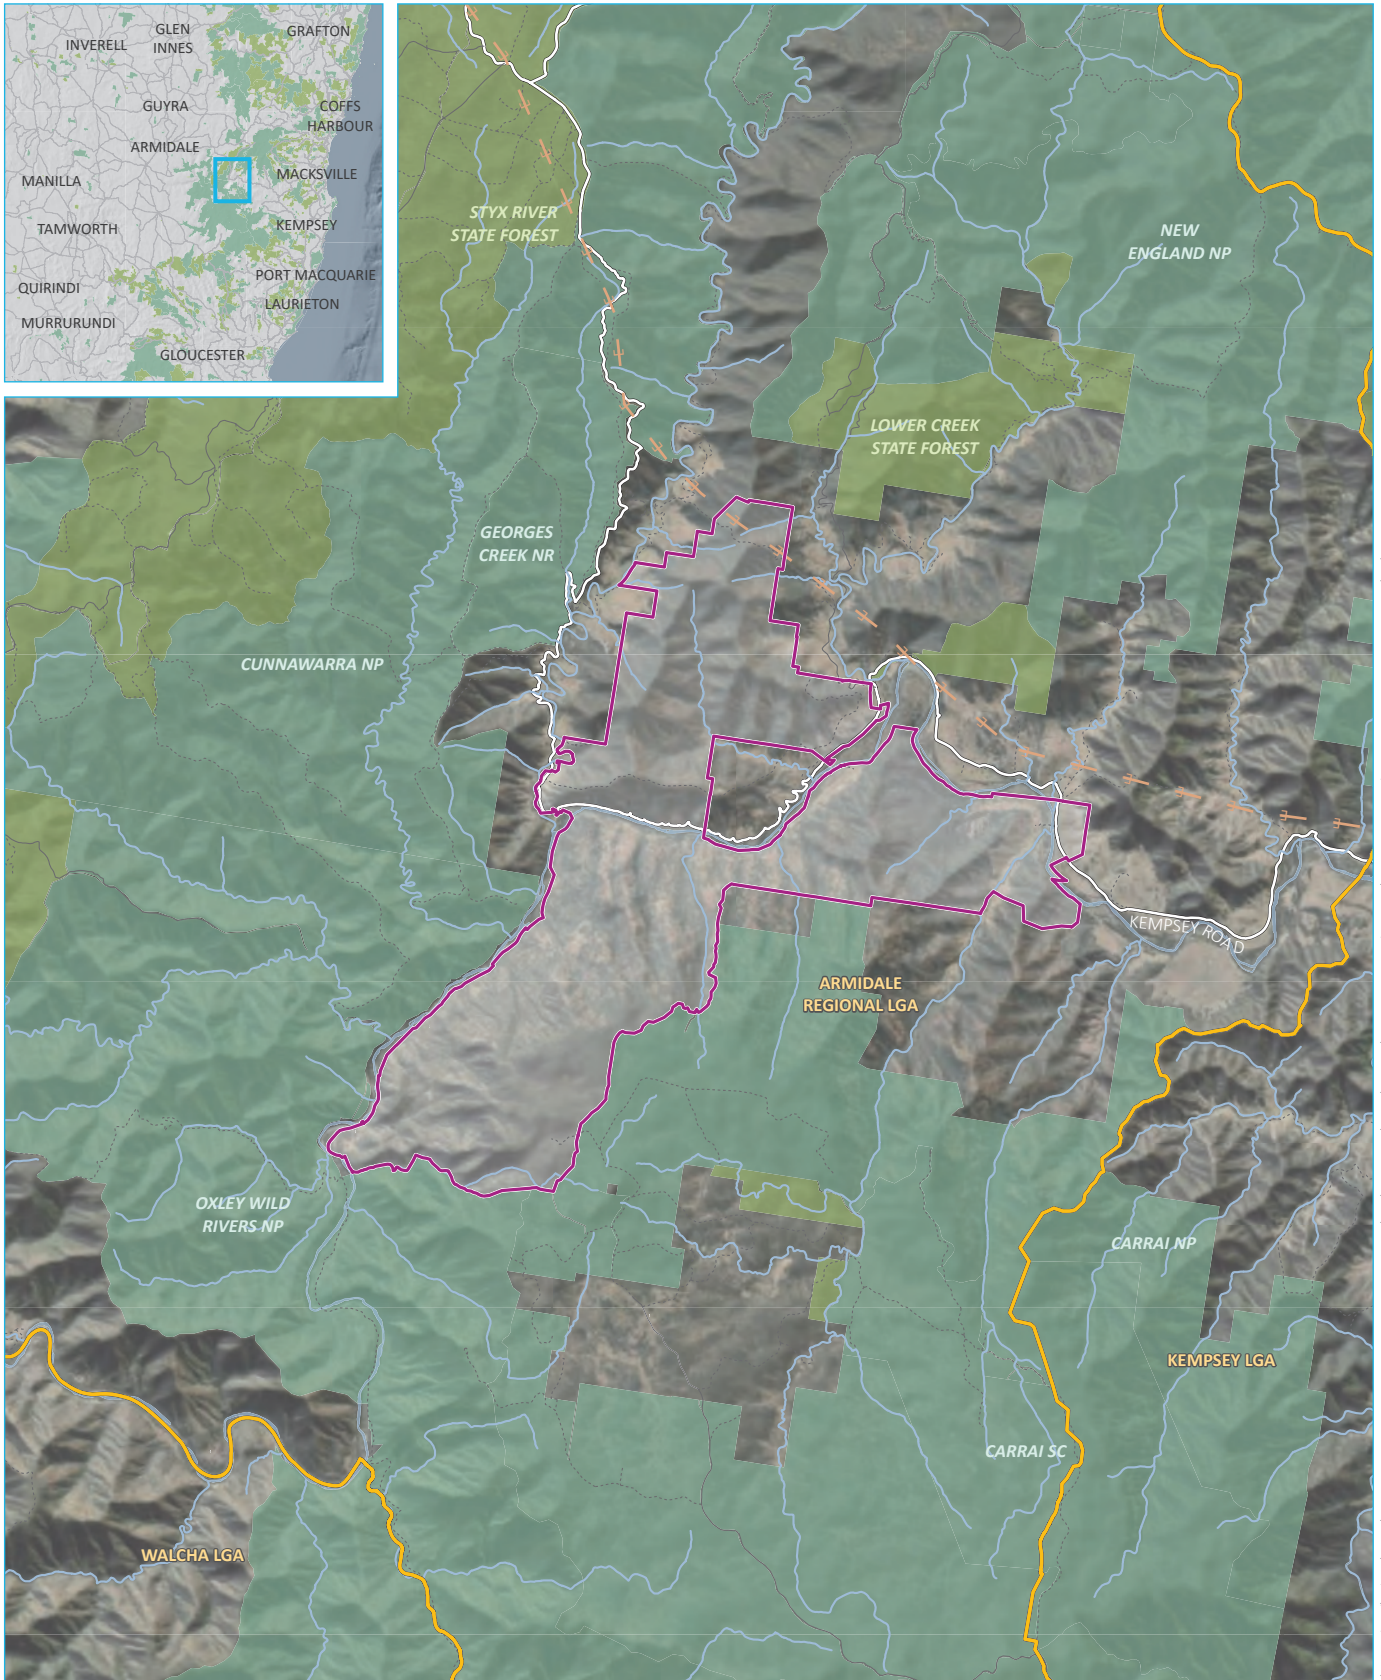 GLEN
INNES
GRAFTON
INVERELL
GUYRA
COFFS
HARBOUR
ARMIDALE
MANILLA
MACKSVILLE
TAMWORTH
KEMPSEY
PORT MACQUARIE
QUIRINDI
LAURIETON
MURRURUNDI
GLOUCESTER
STYX RIVER
STATE FOREST
NEW
ENGLAND NP
LOWER CREEK
STATE FOREST
GEORGES
CREEK NR
CUNNAWARRA NP
KEMPSEY ROAD
ARMIDALE
REGIONAL LGA
OXLEY WILD
RIVERS NP
CARRAI NP
KEMPSEY LGA
CARRAI SC
WALCHA LGA